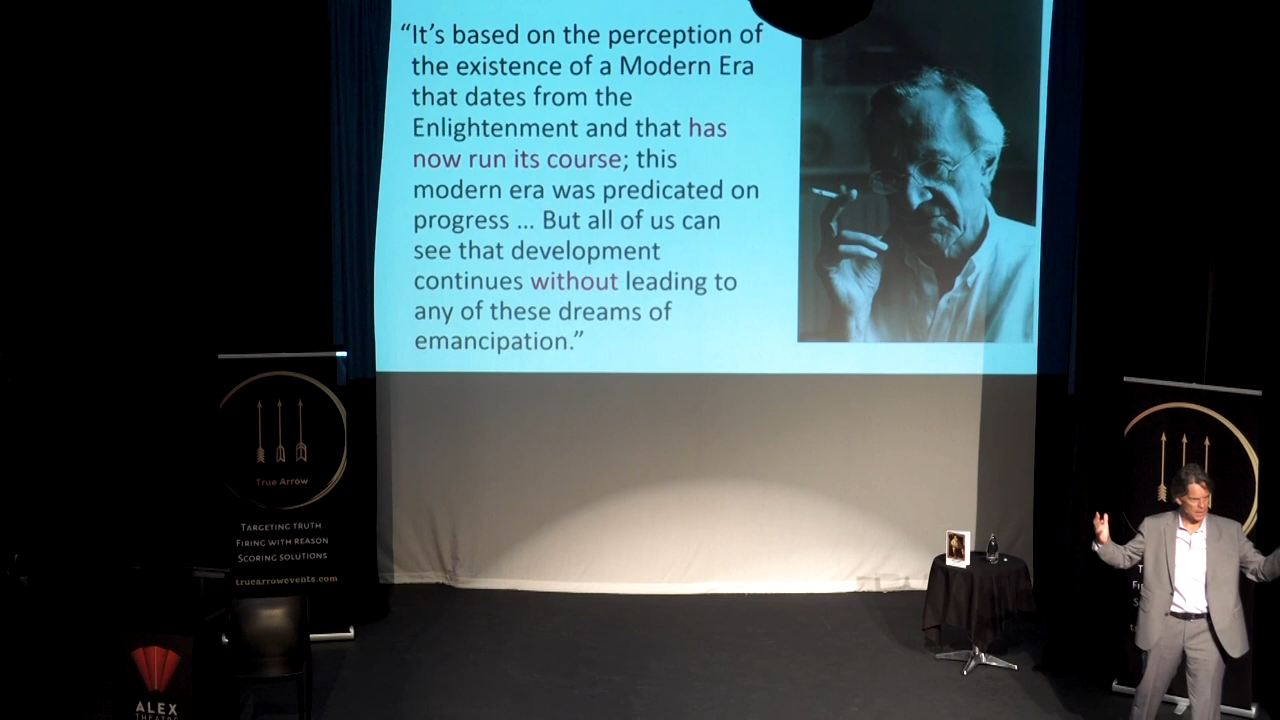 “It’s based on the perception of
the existence of a Modern Era
that dates from the
Enlightenment and that has
now run its course; this
modern era was predicated on
progress ... But all of us can
see that development
continues without leading to
any of these dreams of
emancipation.”
True Arrow
Targeting truth
Firing with reason
Scoring solutions
truearrowevents.com
ALEX
THEATRE